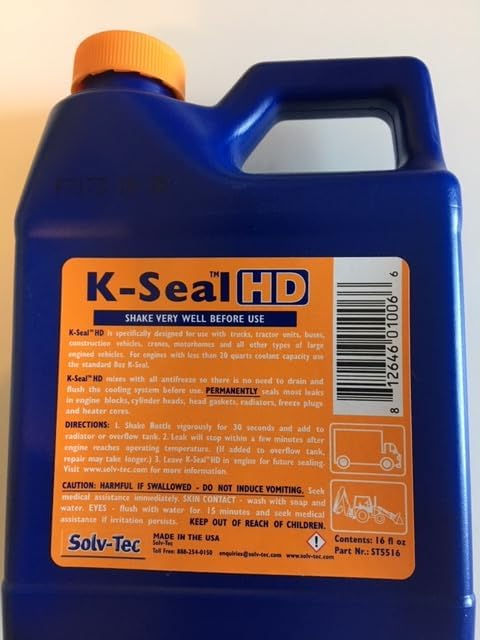 K-Seal™ HD
SHAKE VERY WELL BEFORE USE
K-Seal™ HD is specifically designed for use with trucks, tractor units, buses,
construction vehicles, cranes, motorhomes and all other types of large
engined vehicles. For engines with less than 20 quarts coolant capacity use
the standard 8oz K-Seal.
K-Seal™ HD mixes with all antifreeze so there is no need to drain and
flush the cooling system before use. PERMANENTLY seals most leaks
in engine blocks, cylinder heads, head gaskets, radiators, freeze plugs
and heater cores.
DIRECTIONS: 1. Shake Bottle vigorously for 30 seconds and add to
radiator or overflow tank. 2. Leak will stop within a few minutes after
engine reaches operating temperature. (If added to overflow tank,
repair may take longer.) 3. Leave K-Seal™ HD in engine for future sealing.
Visit www.solv-tec.com for more information.
CAUTION: HARMFUL IF SWALLOWED - DO NOT INDUCE VOMITING. Seek
medical assistance immediately. SKIN CONTACT - wash with soap and
water. EYES - flush with water for 15 minutes and seek medical
assistance if irritation persists. KEEP OUT OF REACH OF CHILDREN.
Solv-Tec
MADE IN THE USA
Solv-Tec
Toll Free: 888-254-0150 enquiries@solv-tec.com www.solv-tec.com
Contents: 16 fl oz
Part Nr.: ST5516
8 12646 01006 6